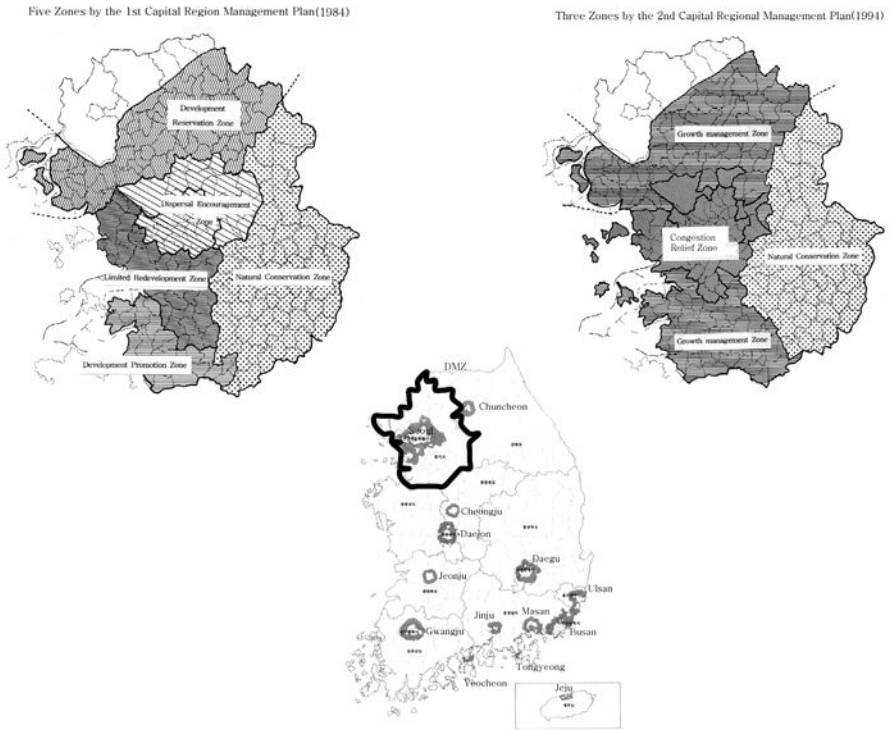 Five Zones by the 1st Capital Region Management Plan(1984)
Three Zones by the 2nd Capital Regional Management Plan(1994)
Development
Reservation Zone
Dispersal Encouragement
Zone
Limited Redevelopment Zone
Natural Conservation Zone
Development Promotion Zone
Growth management Zone
Congestion
Relief Zone
Natural Conservation Zone
Growth management Zone
DMZ
Chuncheon
Seoul
Cheongju
Daejon
Daegu
Jeonju
Ulsan
Jinju
Masan
Busan
Gwangju
Tongyeong
Yeocheon
Jeju